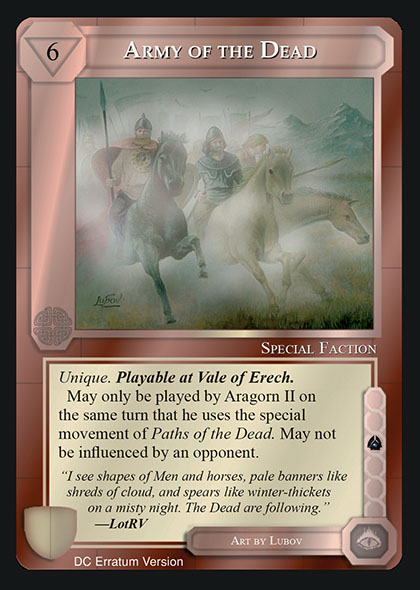 6
ARMY OF THE DEAD
Lubov
SPECIAL FACTION
Unique. Playable at Vale of Erech.
May only be played by Aragorn II on
the same turn that he uses the special
movement of Paths of the Dead. May not
be influenced by an opponent.
“I see shapes of Men and horses, pale banners like
shreds of cloud, and spears like winter-thickets
on a misty night. The Dead are following.”
—LotRV
ART BY LUBOV
DC Erratum Version